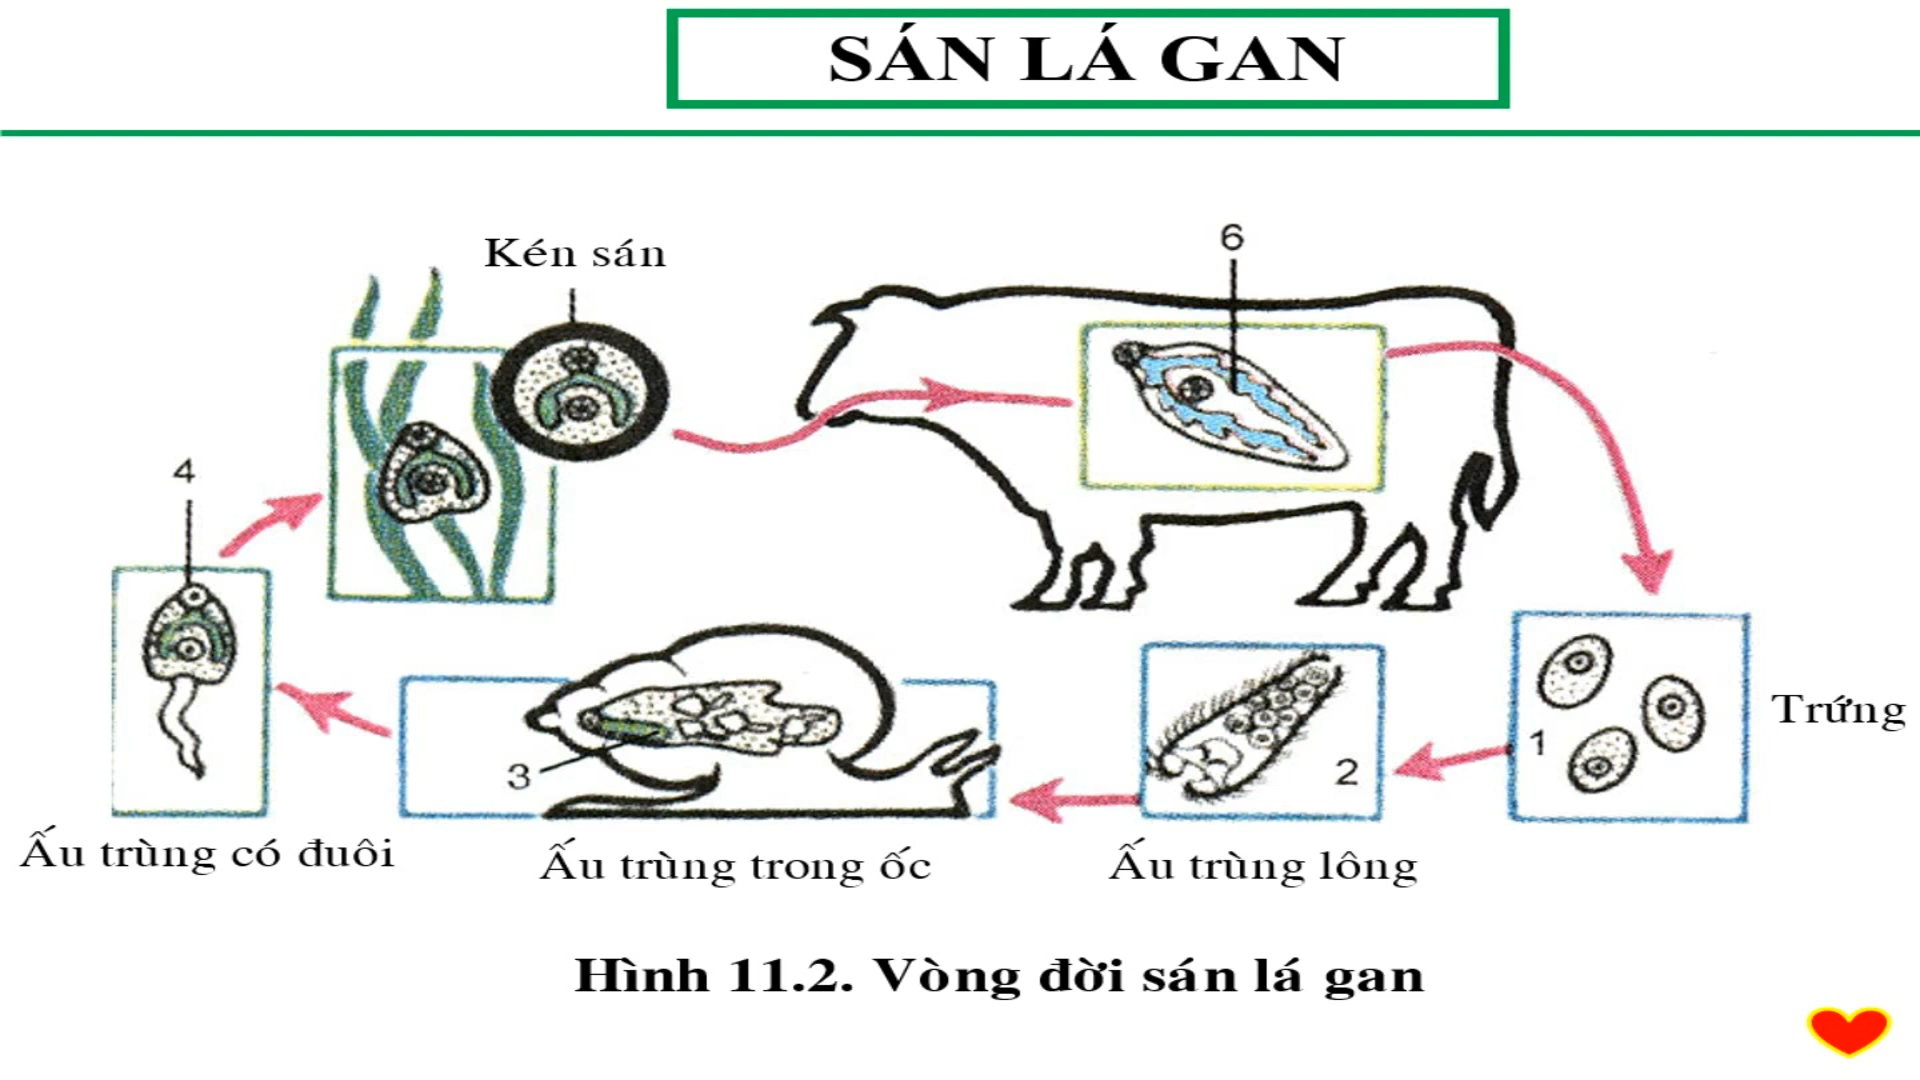 SÁN LÁ GAN
6
Kén sán
4
Trứng
1
2
3
Ấu trùng có đuôi
Ấu trùng trong ốc
Ấu trùng lông
Hình 11.2. Vòng đời sán lá gan